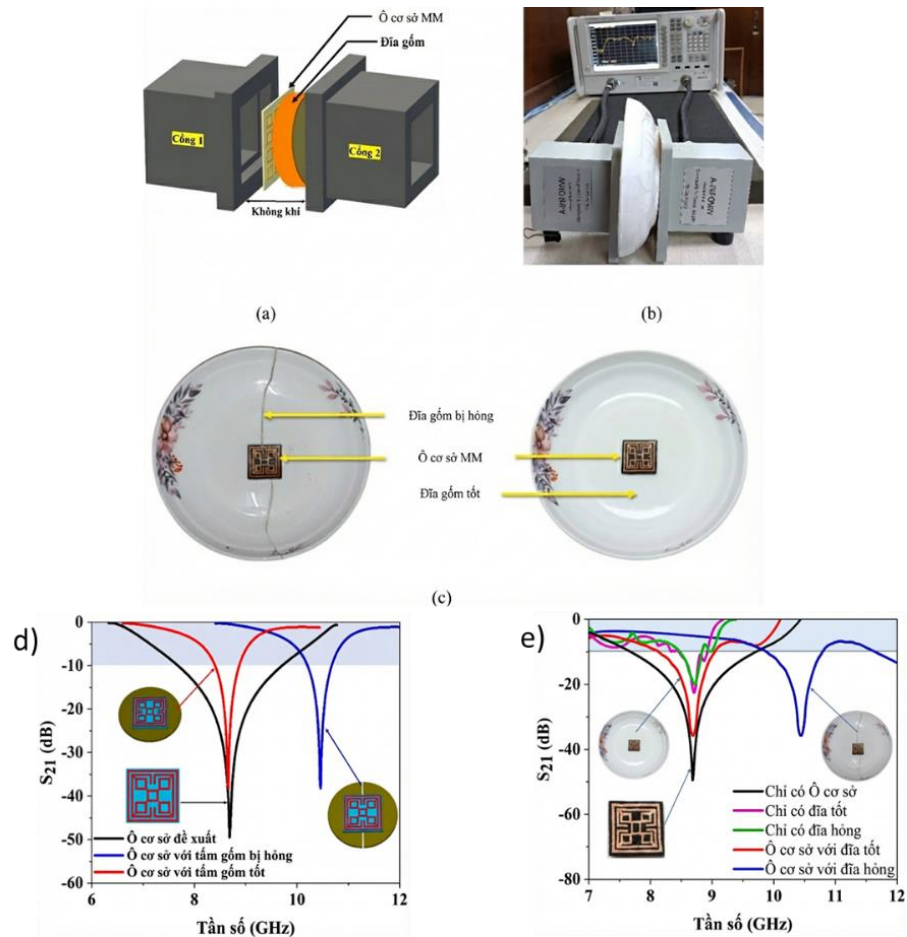 Ô cơ sở MM
Đĩa gốm
Cổng 1
Cổng 2
Không khí
(a)
(b)
Đĩa gốm bị hỏng
Ô cơ sở MM
Đĩa gốm tốt
(c)
d)
0
-10
-20
-30
-40
-50
-60
S21 (dB)
6
8
10
12
Tần số (GHz)
Ô cơ sở đề xuất
Ô cơ sở với tấm gốm bị hỏng
Ô cơ sở với tấm gốm tốt
e)
0
-20
-40
-60
-80
S21 (dB)
7
8
9
10
11
12
Tần số (GHz)
Chỉ có Ô cơ sở
Chỉ có đĩa tốt
Chỉ có đĩa hỏng
Ô cơ sở với đĩa tốt
Ô cơ sở với đĩa hỏng